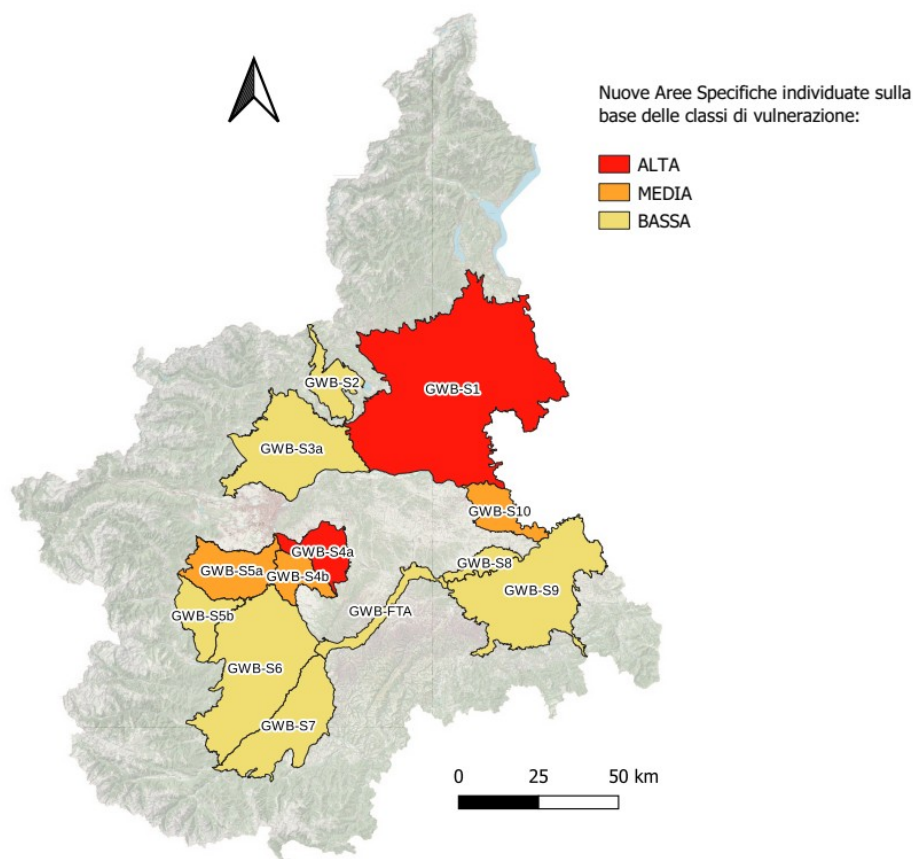 Nuove Aree Specifiche individuate sulla
base delle classi di vulnerazione:
ALTA
MEDIA
BASSA
GWB-S2
GWB-S1
GWB-S3a
GWB-S10
GWB-S4a
GWB-S8
GWB-S5a
GWB-S4b
GWB-S9
GWB-FTA
GWB-S5b
GWB-S6
GWB-S7
0 25 50 km